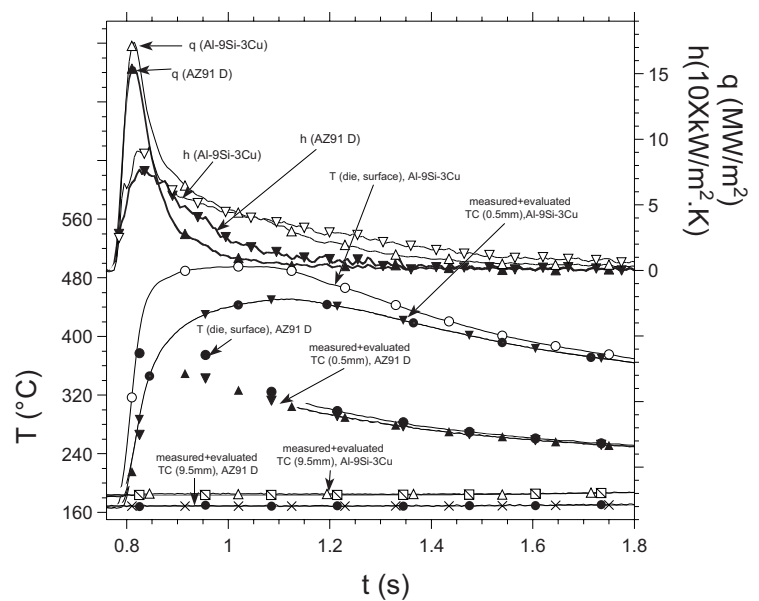 q (Al-9Si-3Cu)
q (AZ91 D)
h (AZ91 D)
h (Al-9Si-3Cu)
T (die, surface), Al-9Si-3Cu
measured+evaluated
TC (0.5mm),Al-9Si-3Cu
T (die, surface), AZ91 D
measured+evaluated
TC (0.5mm), AZ91 D
measured+evaluated
TC (9.5mm), AZ91 D
measured+evaluated
TC (9.5mm), Al-9Si-3Cu
560
480
400
320
240
160
T (°C)
15
10
5
0
q (MW/m²)
h(10XkW/m².K)
0.8
1
1.2
1.4
1.6
1.8
t (s)